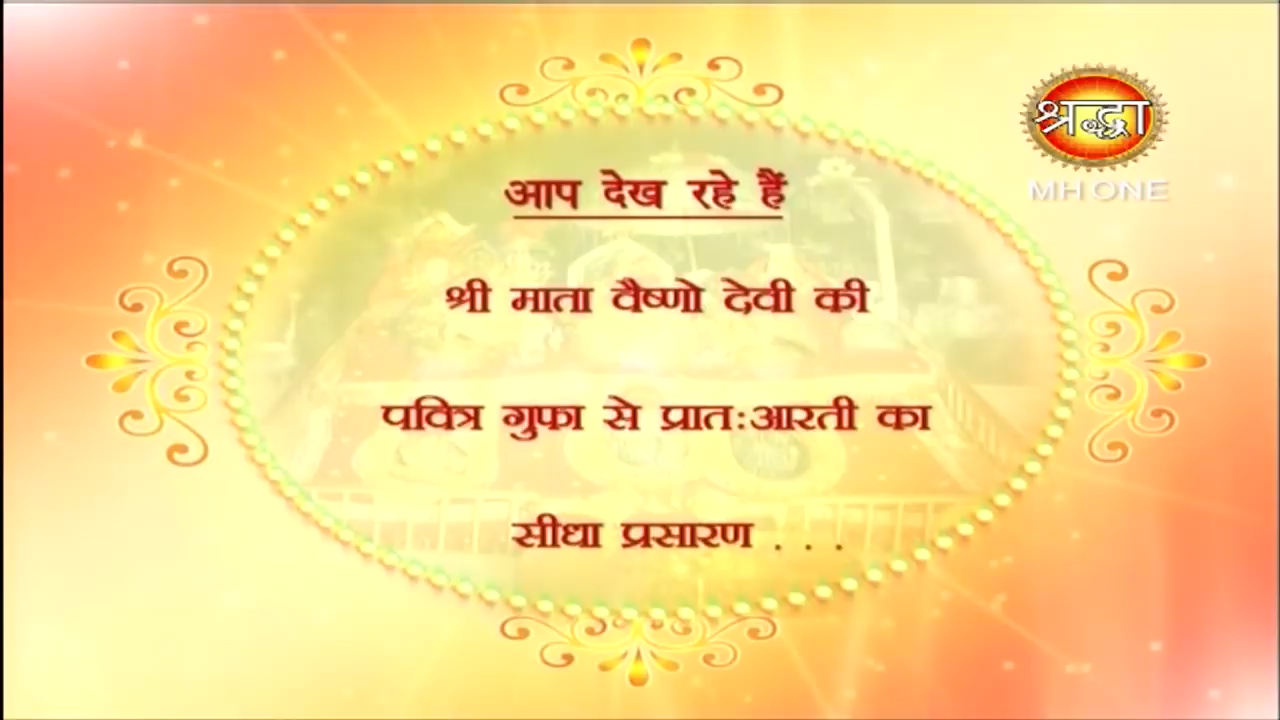 श्रद्धा
MH ONE
आप देख रहे हैं
श्री माता वैष्णो देवी की
पवित्र गुफा से प्रातःआरती का
सीधा प्रसारण . . .